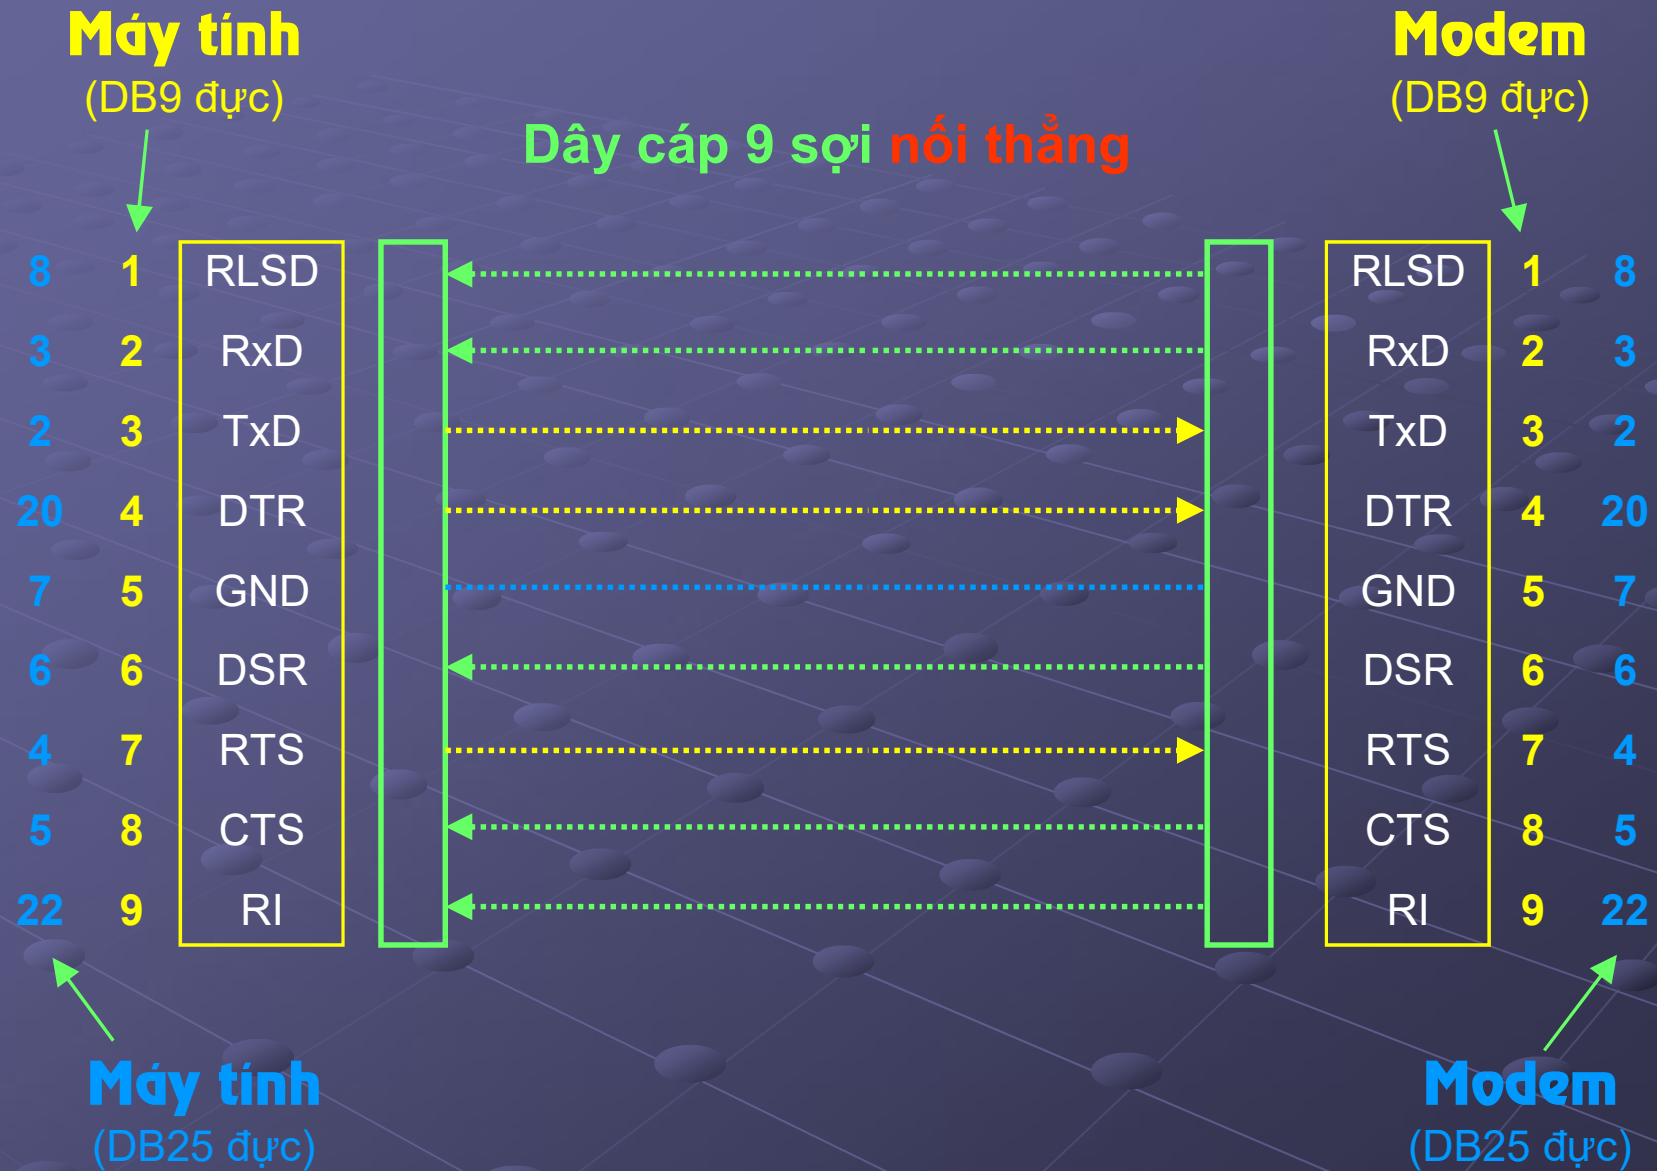 Máy tính
(DB9 đực)
Modem
(DB9 đực)
Dây cáp 9 sợi nối thẳng
8 1 RLSD RLSD 1 8
3 2 RxD RxD 2 3
2 3 TxD TxD 3 2
20 4 DTR DTR 4 20
7 5 GND GND 5 7
6 6 DSR DSR 6 6
4 7 RTS RTS 7 4
5 8 CTS CTS 8 5
22 9 RI RI 9 22
Máy tính
(DB25 đực)
Modem
(DB25 đực)